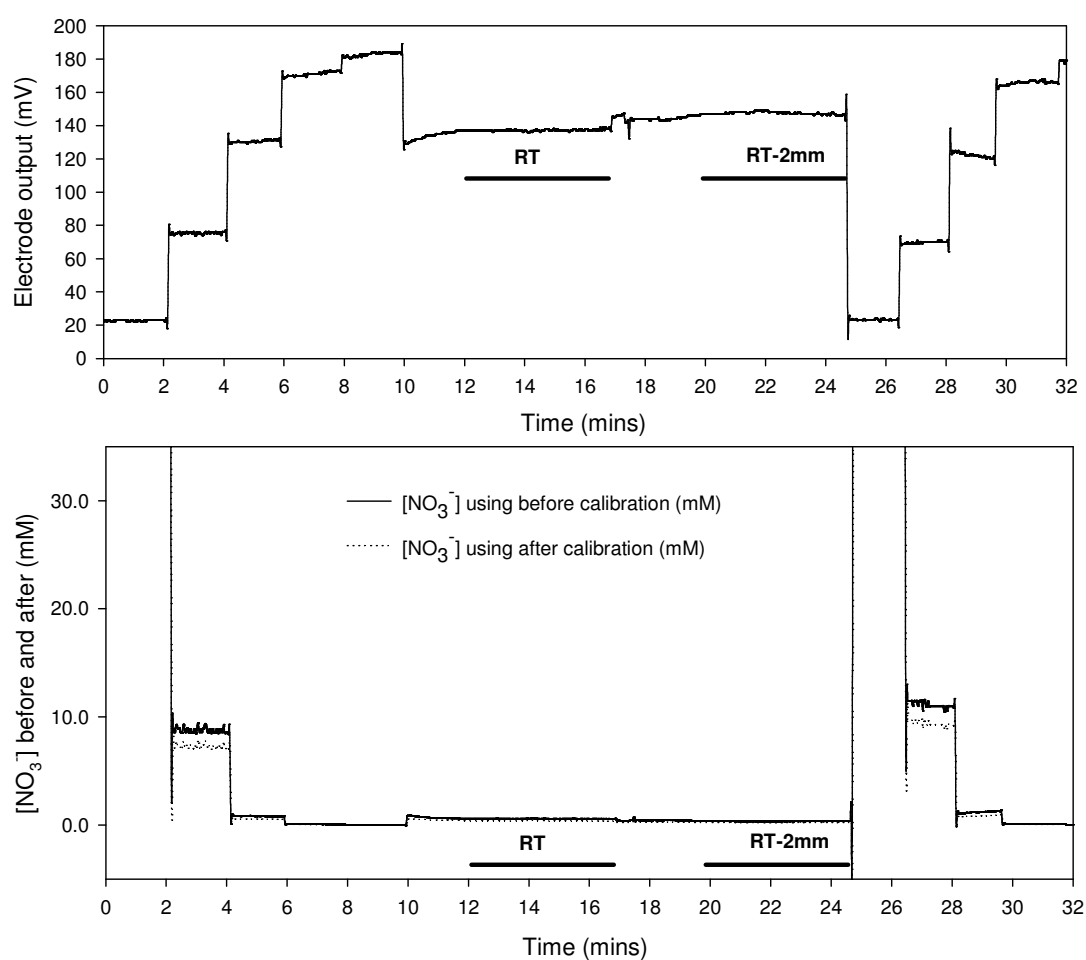 200
180
160
140
120
100
80
60
40
20
0
Electrode output (mV)
RT
RT-2mm
0 2 4 6 8 10 12 14 16 18 20 22 24 26 28 30 32
Time (mins)
30.0
20.0
10.0
0.0
[NO3-] before and after (mM)
[NO3-] using before calibration (mM)
[NO3-] using after calibration (mM)
RT
RT-2mm
0 2 4 6 8 10 12 14 16 18 20 22 24 26 28 30 32
Time (mins)